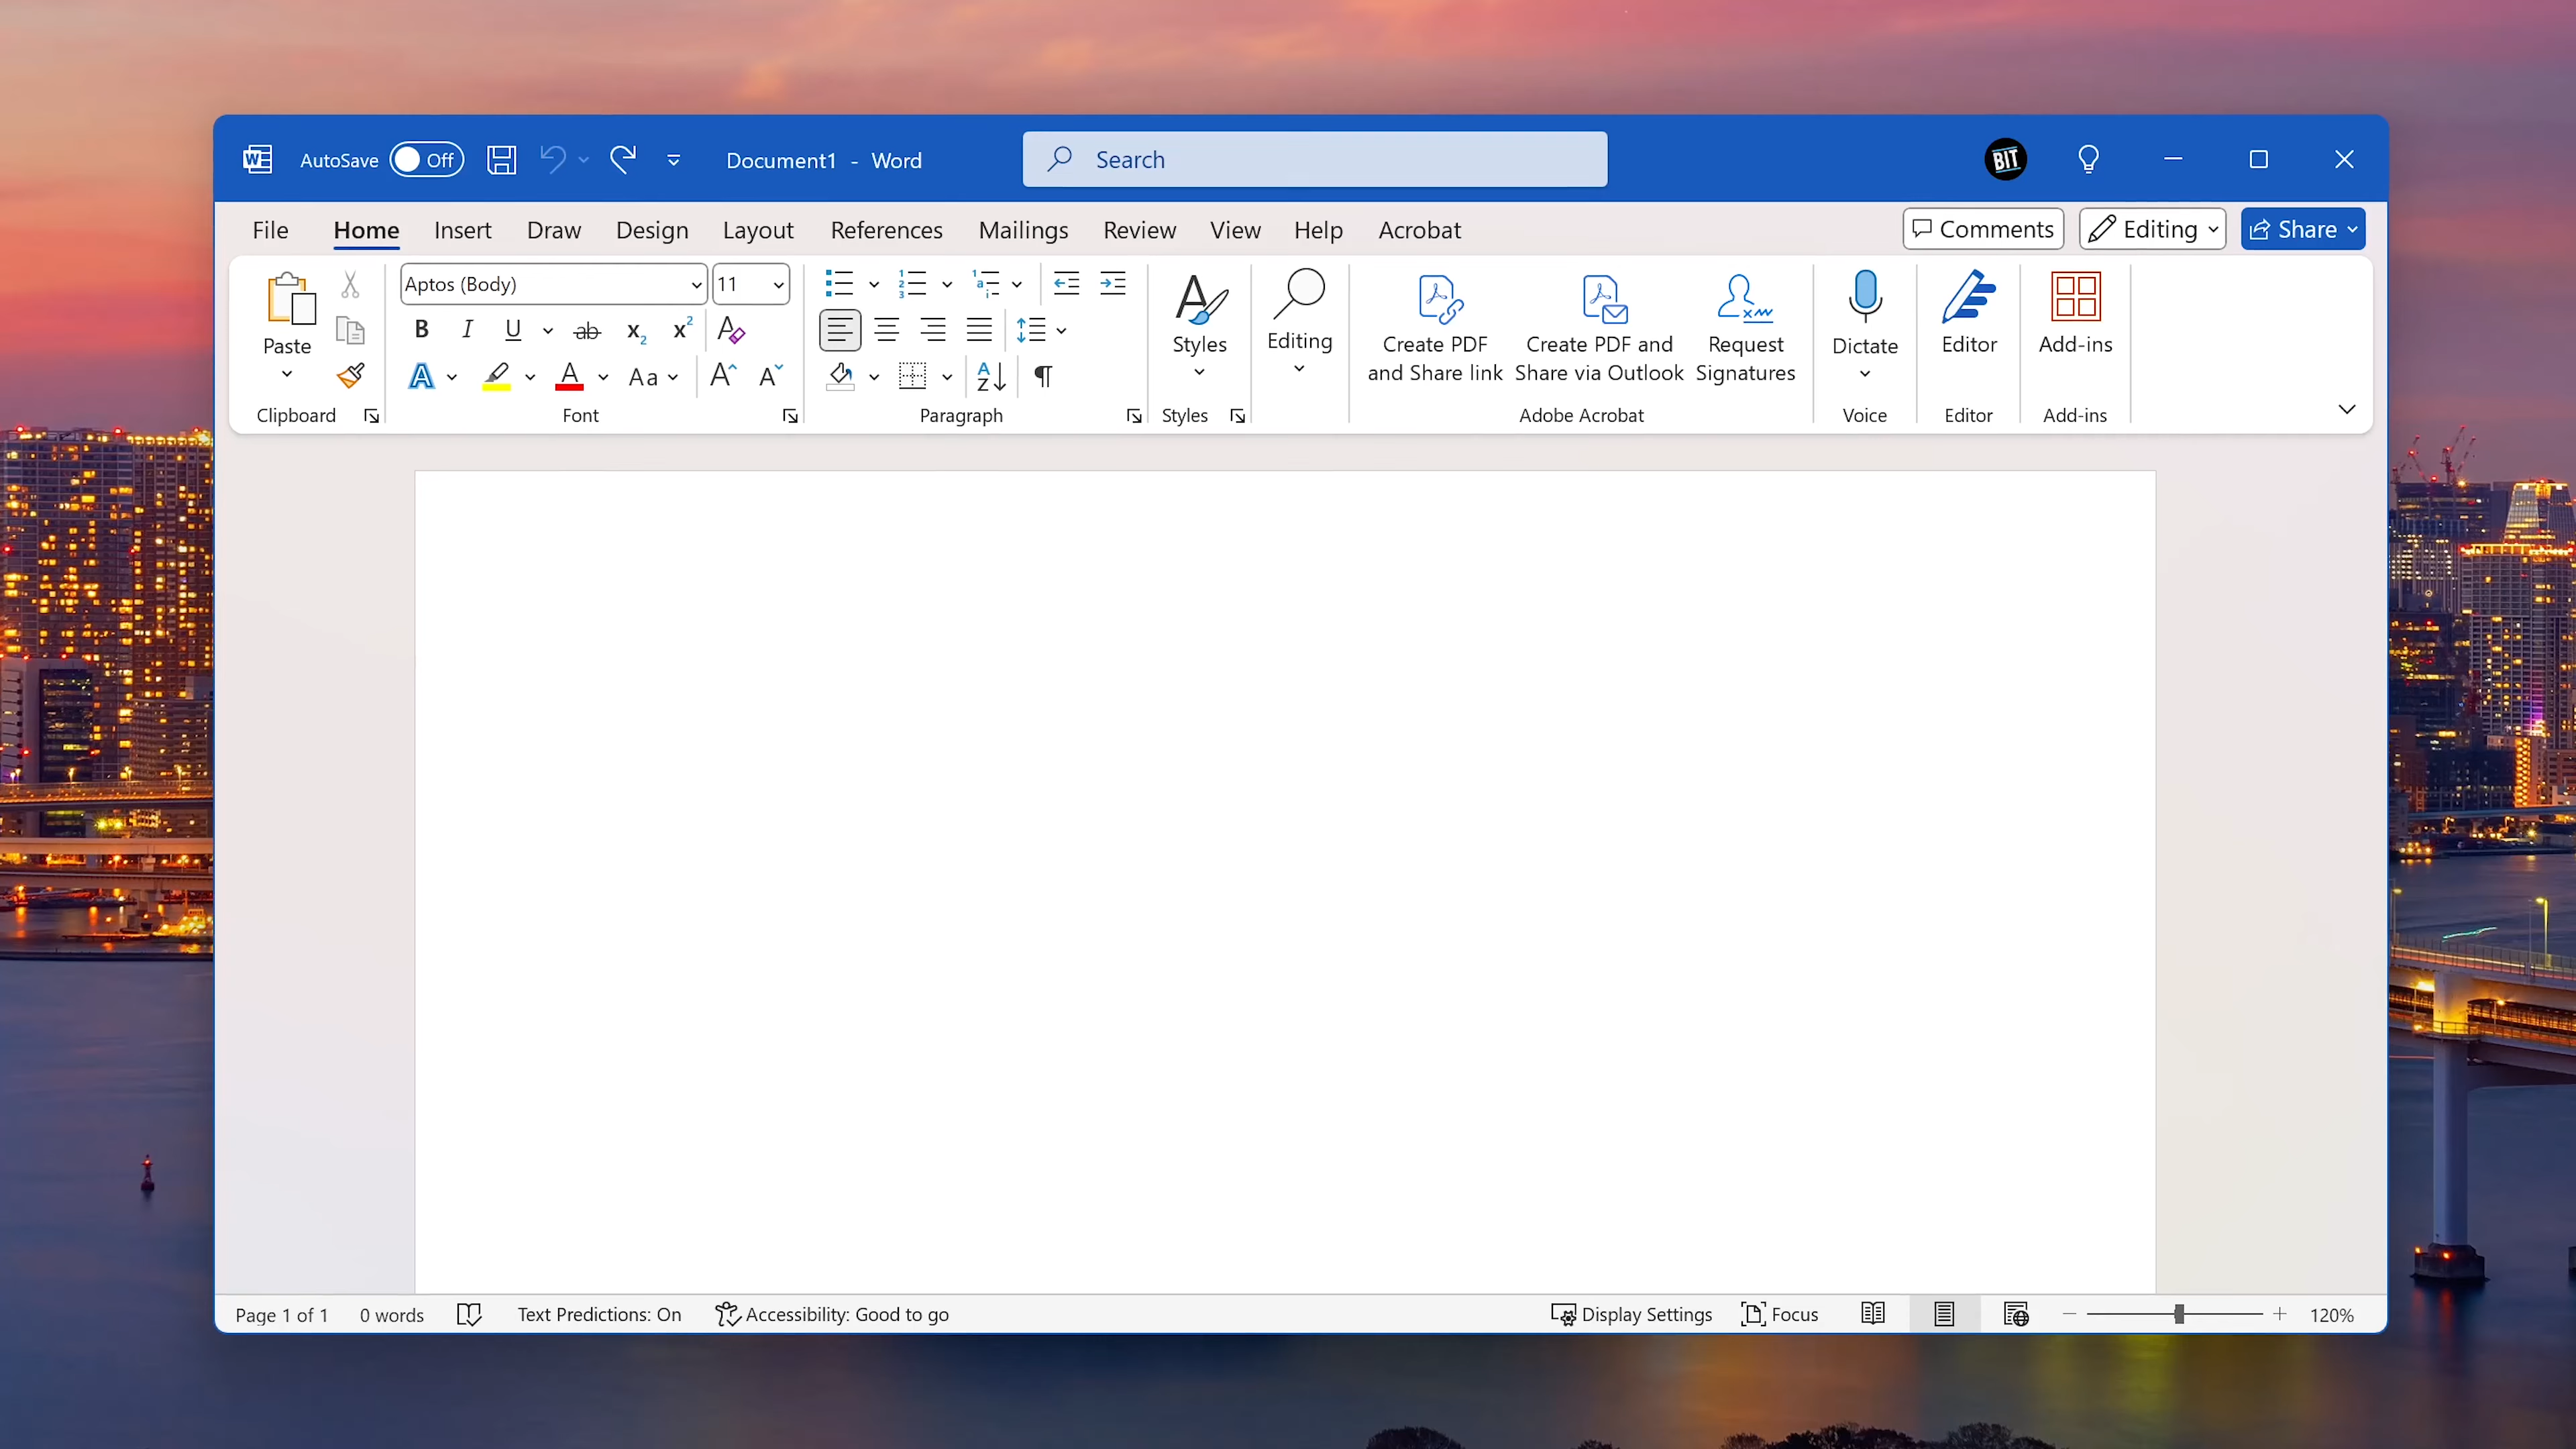 AutoSave Off Document1 - Word Search BIT
File Home Insert Draw Design Layout References Mailings Review View Help Acrobat Comments Editing Share
Aptos (Body) 11
Paste Styles Editing Create PDF and Share link Create PDF and Share via Outlook Request Signatures Dictate Editor Add-ins
Clipboard Font Paragraph Styles Adobe Acrobat Voice Editor Add-ins
Page 1 of 1 0 words Text Predictions: On Accessibility: Good to go Display Settings Focus 120%